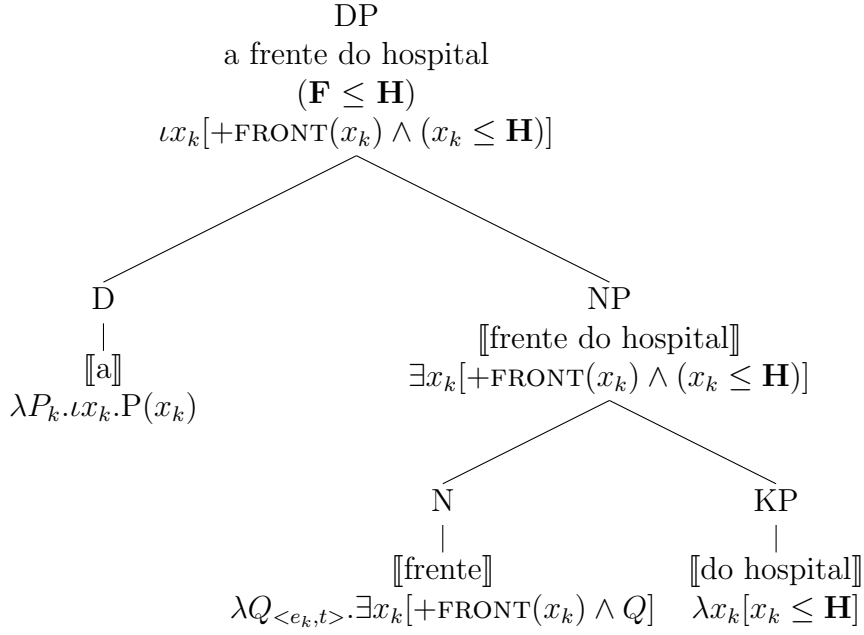 DP
a frente do hospital
(F ≤ H)
ιx_k[+FRONT(x_k) ∧ (x_k ≤ H)]
D
NP
⟦a⟧
⟦frente do hospital⟧
λP_k.ιx_k.P(x_k)
∃x_k[+FRONT(x_k) ∧ (x_k ≤ H)]
N
KP
⟦frente⟧
⟦do hospital⟧
λQ_{<e_k,t>}.∃x_k[+FRONT(x_k) ∧ Q]
λx_k[x_k ≤ H]